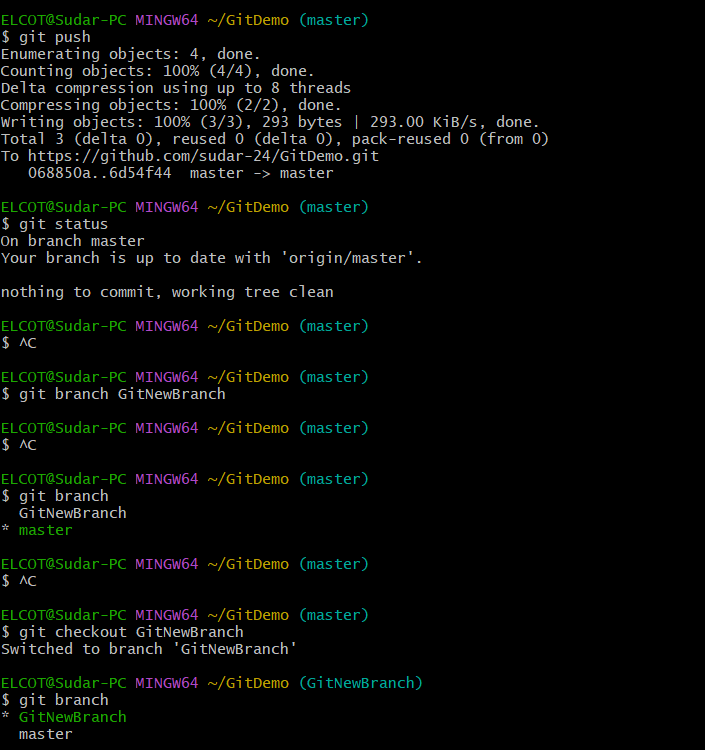 ELCOT@Sudar-PC MINGW64 ~/GitDemo (master)
$ git push
Enumerating objects: 4, done.
Counting objects: 100% (4/4), done.
Delta compression using up to 8 threads
Compressing objects: 100% (2/2), done.
Writing objects: 100% (3/3), 293 bytes | 293.00 KiB/s, done.
Total 3 (delta 0), reused 0 (delta 0), pack-reused 0 (from 0)
To https://github.com/sudar-24/GitDemo.git
   068850a..6d54f44  master -> master

ELCOT@Sudar-PC MINGW64 ~/GitDemo (master)
$ git status
On branch master
Your branch is up to date with 'origin/master'.

nothing to commit, working tree clean

ELCOT@Sudar-PC MINGW64 ~/GitDemo (master)
$ ^C

ELCOT@Sudar-PC MINGW64 ~/GitDemo (master)
$ git branch GitNewBranch

ELCOT@Sudar-PC MINGW64 ~/GitDemo (master)
$ ^C

ELCOT@Sudar-PC MINGW64 ~/GitDemo (master)
$ git branch
  GitNewBranch
* master

ELCOT@Sudar-PC MINGW64 ~/GitDemo (master)
$ ^C

ELCOT@Sudar-PC MINGW64 ~/GitDemo (master)
$ git checkout GitNewBranch
Switched to branch 'GitNewBranch'

ELCOT@Sudar-PC MINGW64 ~/GitDemo (GitNewBranch)
$ git branch
* GitNewBranch
  master